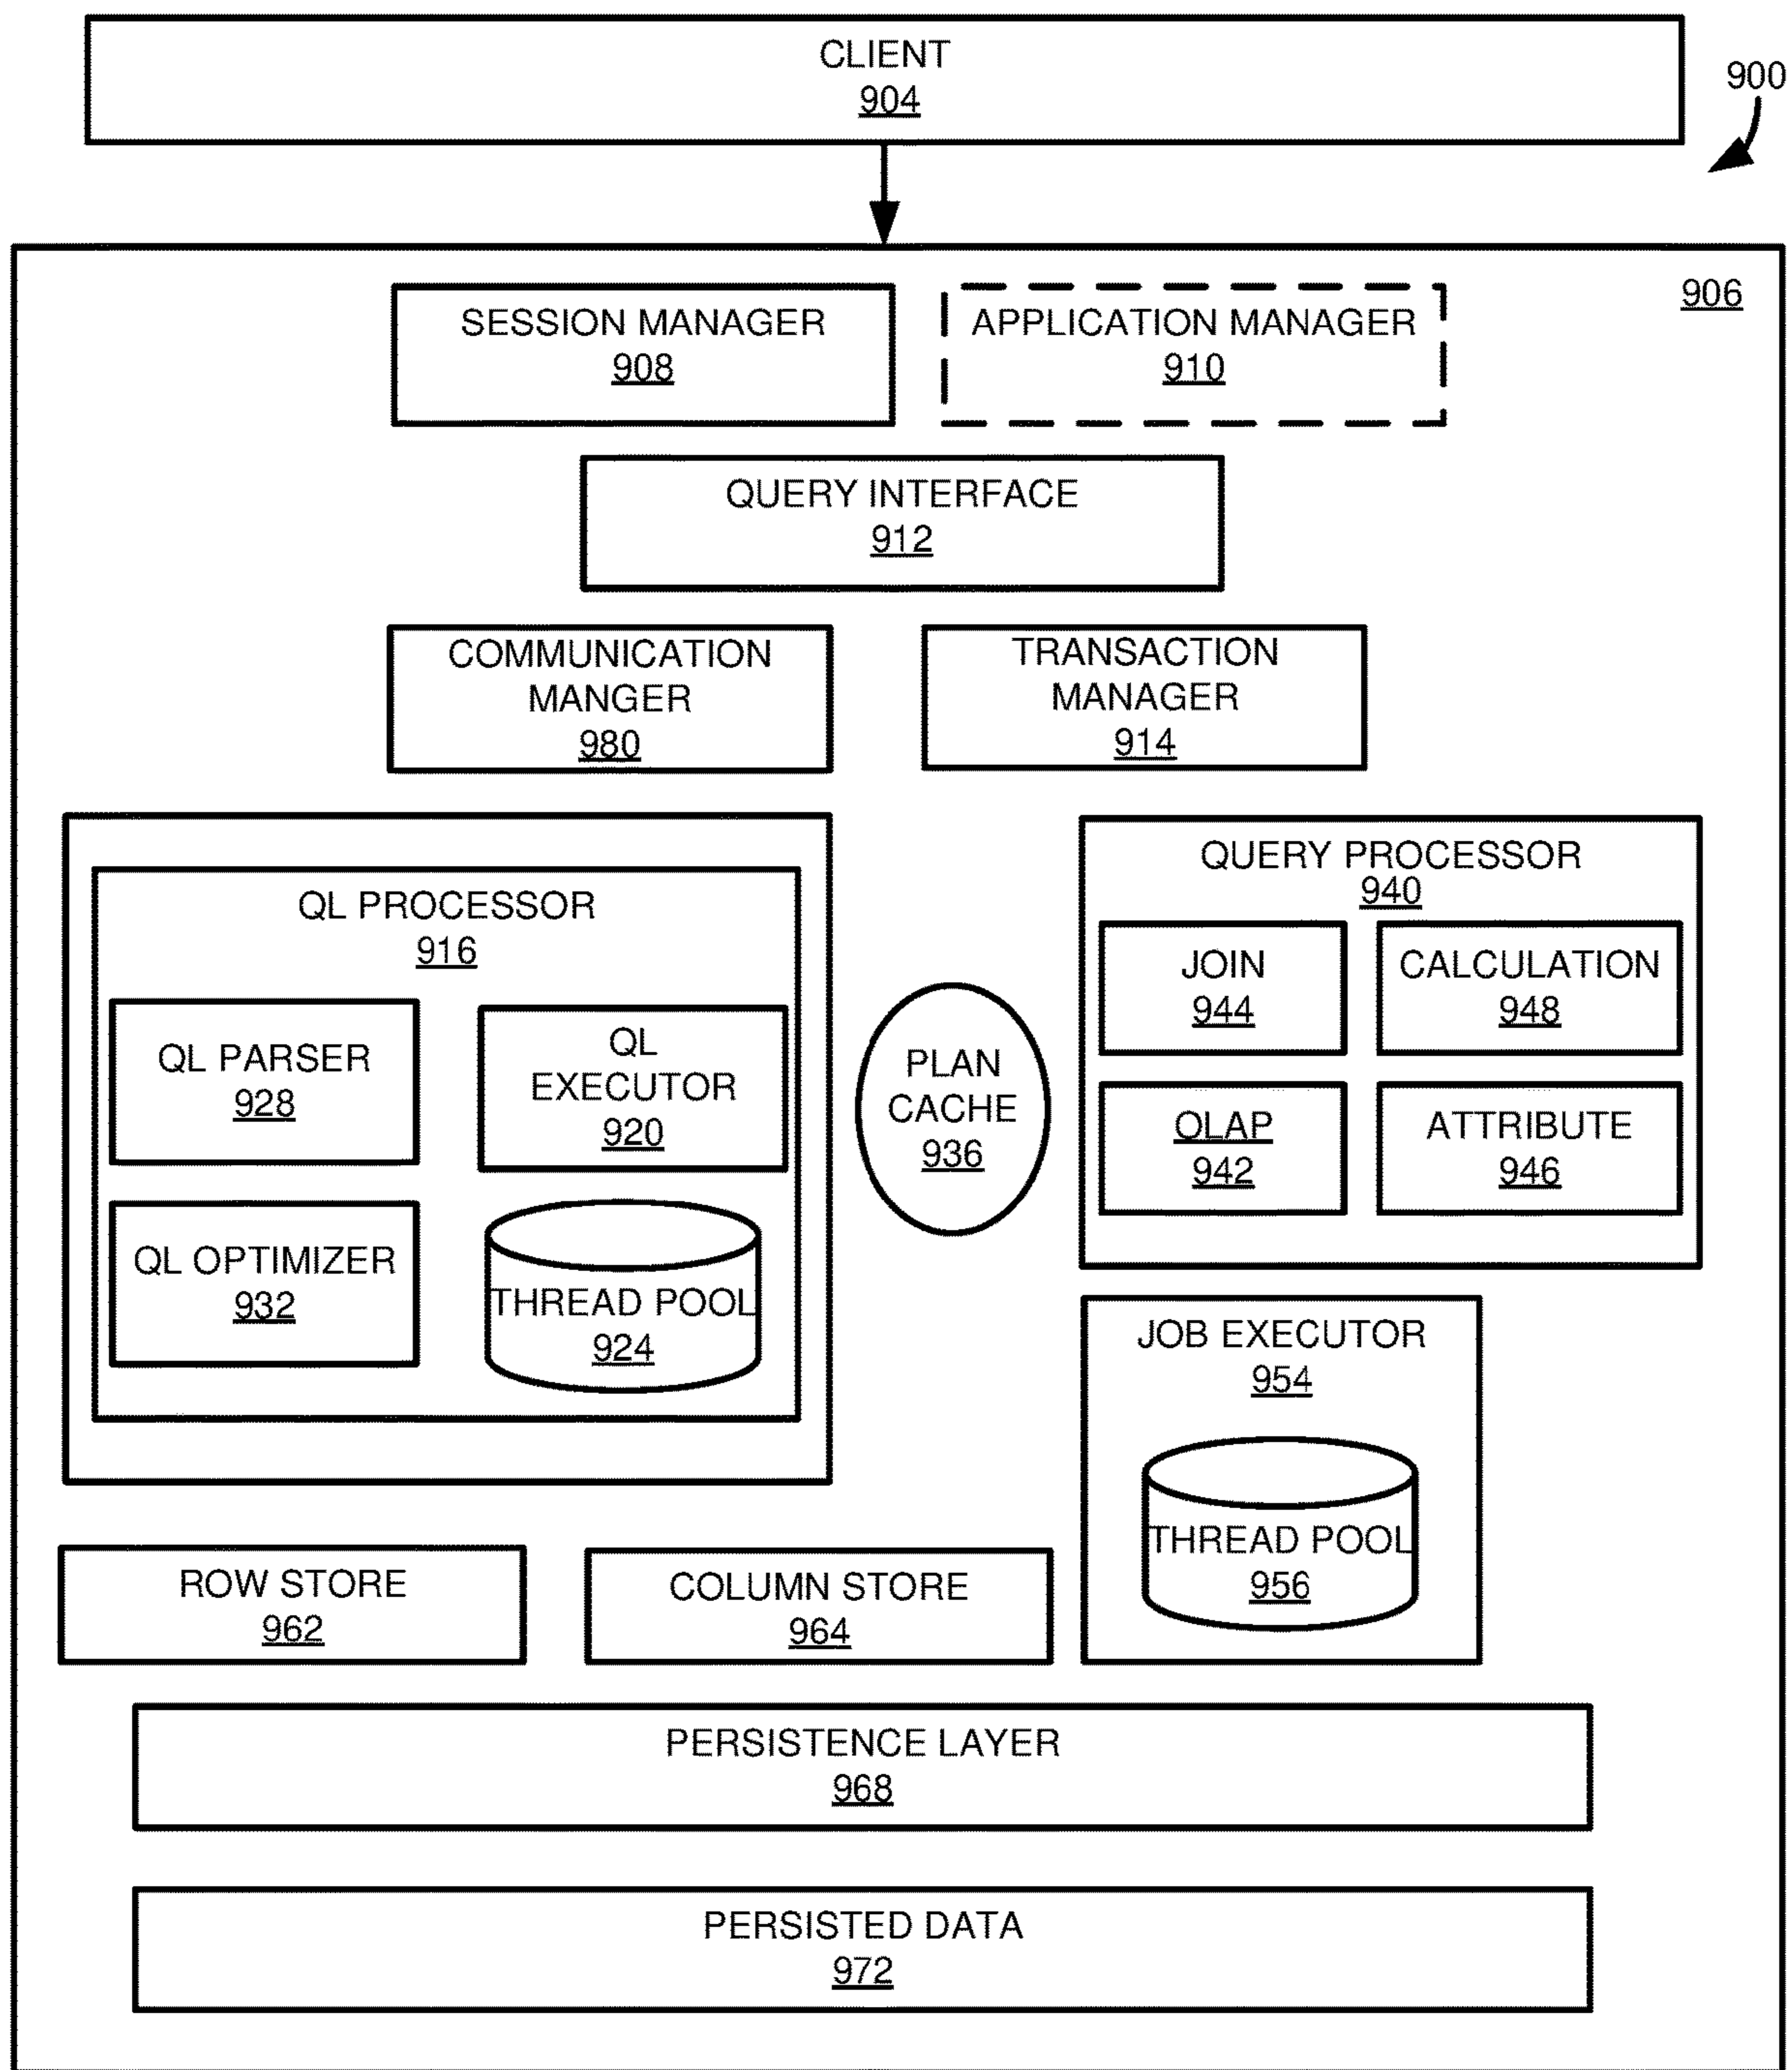 CLIENT
904
900
906
SESSION MANAGER
908
APPLICATION MANAGER
910
QUERY INTERFACE
912
COMMUNICATION
MANGER
980
TRANSACTION
MANAGER
914
QL PROCESSOR
916
QL PARSER
928
QL
EXECUTOR
920
QL OPTIMIZER
932
THREAD POOL
924
PLAN
CACHE
936
QUERY PROCESSOR
940
JOIN
944
CALCULATION
948
OLAP
942
ATTRIBUTE
946
JOB EXECUTOR
954
THREAD POOL
956
ROW STORE
962
COLUMN STORE
964
PERSISTENCE LAYER
968
PERSISTED DATA
972